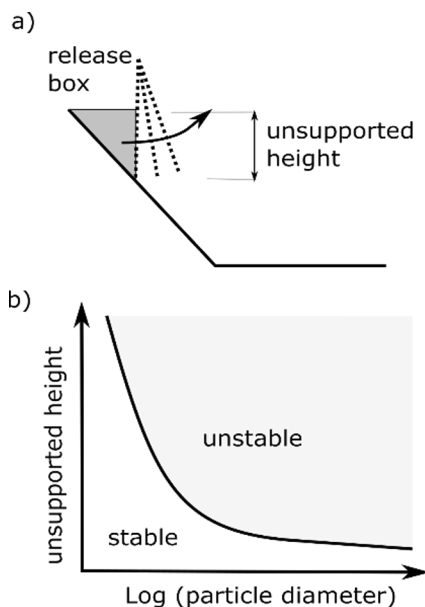 a)
release
box
unsupported
height
b)
unsupported height
unstable
stable
Log (particle diameter)